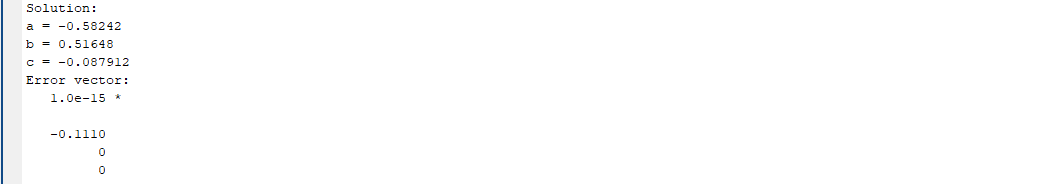 Solution:
a = -0.58242
b = 0.51648
c = -0.087912
Error vector:
1.0e-15 *
-0.1110
0
0